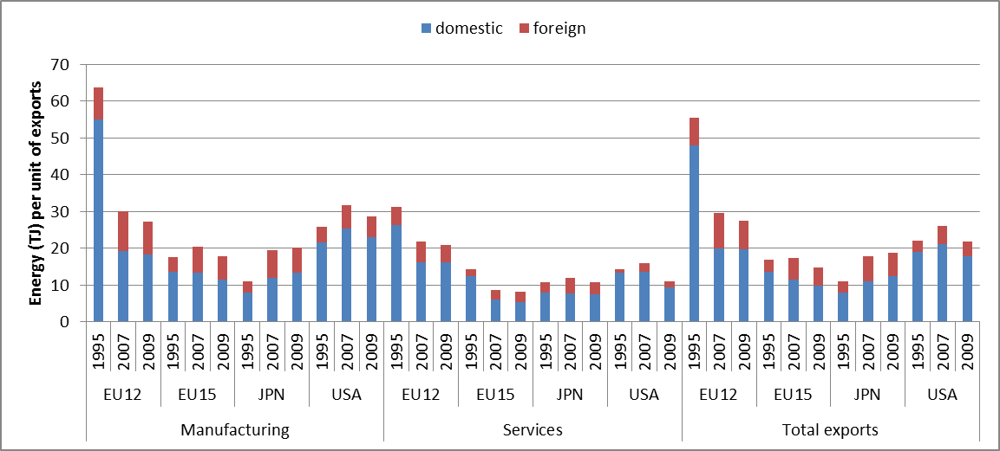 domestic foreign
70
60
50
40
30
20
10
0
Energy (TJ) per unit of exports
1995 2007 2009 1995 2007 2009 1995 2007 2009 1995 2007 2009 1995 2007 2009 1995 2007 2009 1995 2007 2009 1995 2007 2009 1995 2007 2009 1995 2007 2009 1995 2007 2009 1995 2007 2009
EU12 EU15 JPN USA EU12 EU15 JPN USA EU12 EU15 JPN USA
Manufacturing Services Total exports